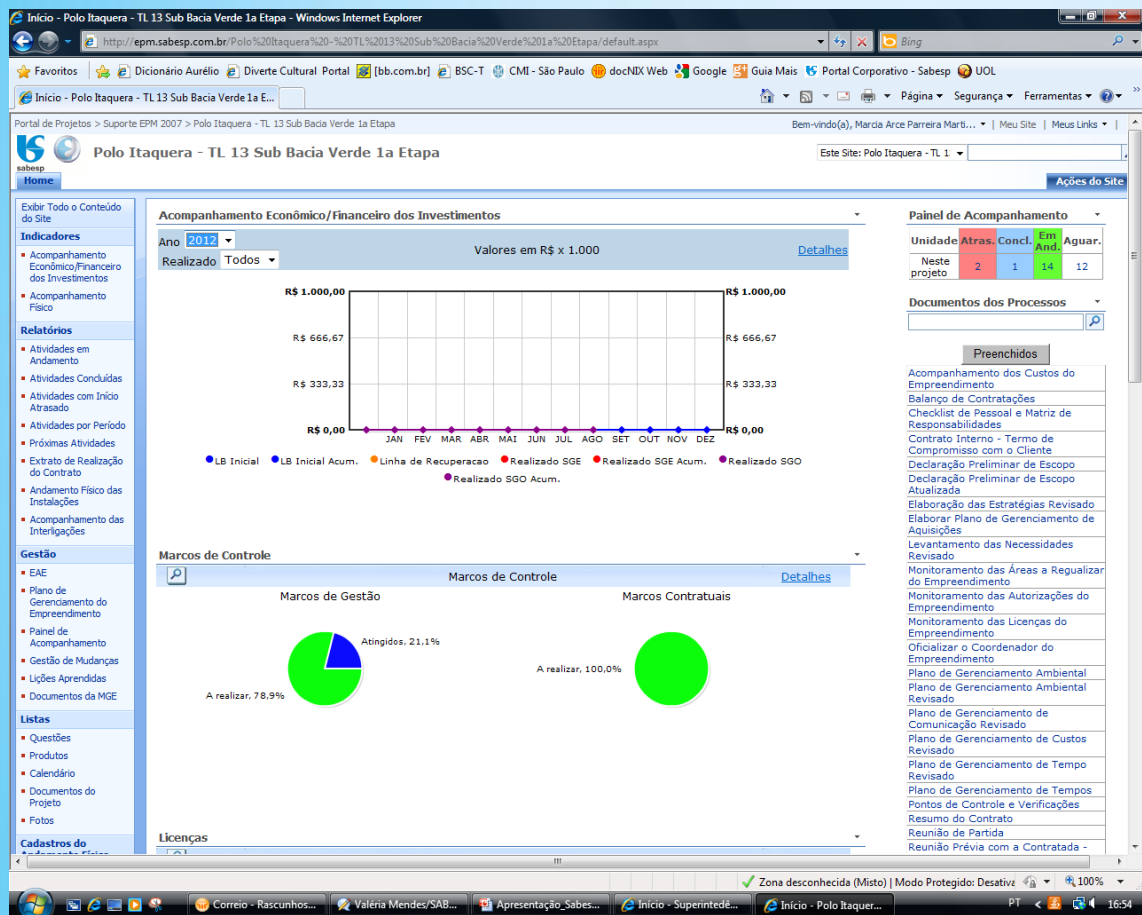 Início - Polo Itaquera - TL 13 Sub Bacia Verde 1a Etapa - Windows Internet Explorer
http://epm.sabesp.com.br/Polo%20Itaquera%20-%20TL%2013%20Sub%20Bacia%20Verde%201a%20Etapa/default.aspx
Bing
Favoritos
Dicionário Aurélio
Diverte Cultural Portal
[bb.com.br]
BSC-T
CMI - São Paulo
docNIX Web
Google
Guia Mais
Portal Corporativo - Sabesp
UOL
Início - Polo Itaquera - TL 13 Sub Bacia Verde 1a E...
Página
Segurança
Ferramentas
Portal de Projetos > Suporte EPM 2007 > Polo Itaquera - TL 13 Sub Bacia Verde 1a Etapa
Bem-vindo(a), Marcia Arce Parreira Marti... | Meu Site | Meus Links |
sabesp
Polo Itaquera - TL 13 Sub Bacia Verde 1a Etapa
Este Site: Polo Itaquera - TL 1
Home
Ações do Site
Exibir Todo o Conteúdo
do Site
Indicadores
Acompanhamento
Econômico/Financeiro
dos Investimentos
Acompanhamento
Físico
Relatórios
Atividades em
Andamento
Atividades Concluídas
Atividades com Início
Atrasado
Atividades por Período
Próximas Atividades
Extrato de Realização
do Contrato
Andamento Físico das
Instalações
Acompanhamento das
Interligações
Gestão
EAE
Plano de
Gerenciamento do
Empreendimento
Painel de
Acompanhamento
Gestão de Mudanças
Lições Aprendidas
Documentos da MGE
Listas
Questões
Produtos
Calendário
Documentos do
Projeto
Fotos
Cadastros do
Andamento Físico
Acompanhamento Econômico/Financeiro dos Investimentos
Ano 2012
Realizado Todos
Valores em R$ x 1.000
Detalhes
R$ 1.000,00
R$ 1.000,00
R$ 666,67
R$ 666,67
R$ 333,33
R$ 333,33
R$ 0,00
R$ 0,00
JAN FEV MAR ABR MAI JUN JUL AGO SET OUT NOV DEZ
LB Inicial LB Inicial Acum. Linha de Recuperacao Realizado SGE Realizado SGE Acum. Realizado SGO
Realizado SGO Acum.
Marcos de Controle
Marcos de Controle
Detalhes
Marcos de Gestão
Marcos Contratuais
Atingidos, 21,1%
A realizar, 78,9%
A realizar, 100,0%
Licenças
Painel de Acompanhamento
Unidade Atras. Concl. Em And. Aguar.
Neste projeto 2 1 14 12
Documentos dos Processos
Preenchidos
Acompanhamento dos Custos do
Empreendimento
Balanço de Contratações
Checklist de Pessoal e Matriz de
Responsabilidades
Contrato Interno - Termo de
Compromisso com o Cliente
Declaração Preliminar de Escopo
Declaração Preliminar de Escopo
Atualizada
Elaboração das Estratégias Revisado
Elaborar Plano de Gerenciamento de
Aquisições
Levantamento das Necessidades
Revisado
Monitoramento das Áreas a Regualizar
do Empreendimento
Monitoramento das Autorizações do
Empreendimento
Monitoramento das Licenças do
Empreendimento
Oficializar o Coordenador do
Empreendimento
Plano de Gerenciamento Ambiental
Plano de Gerenciamento Ambiental
Revisado
Plano de Gerenciamento de
Comunicação Revisado
Plano de Gerenciamento de Custos
Revisado
Plano de Gerenciamento de Tempo
Revisado
Plano de Gerenciamento de Tempos
Pontos de Controle e Verificações
Resumo do Contrato
Reunião de Partida
Reunião Prévia com a Contratada -
Zona desconhecida (Misto) | Modo Protegido: Desativa
100%
Correio - Rascunhos...
Valéria Mendes/SAB...
Apresentação_Sabes...
Início - Superintedê...
Início - Polo Itaquer...
PT
16:54